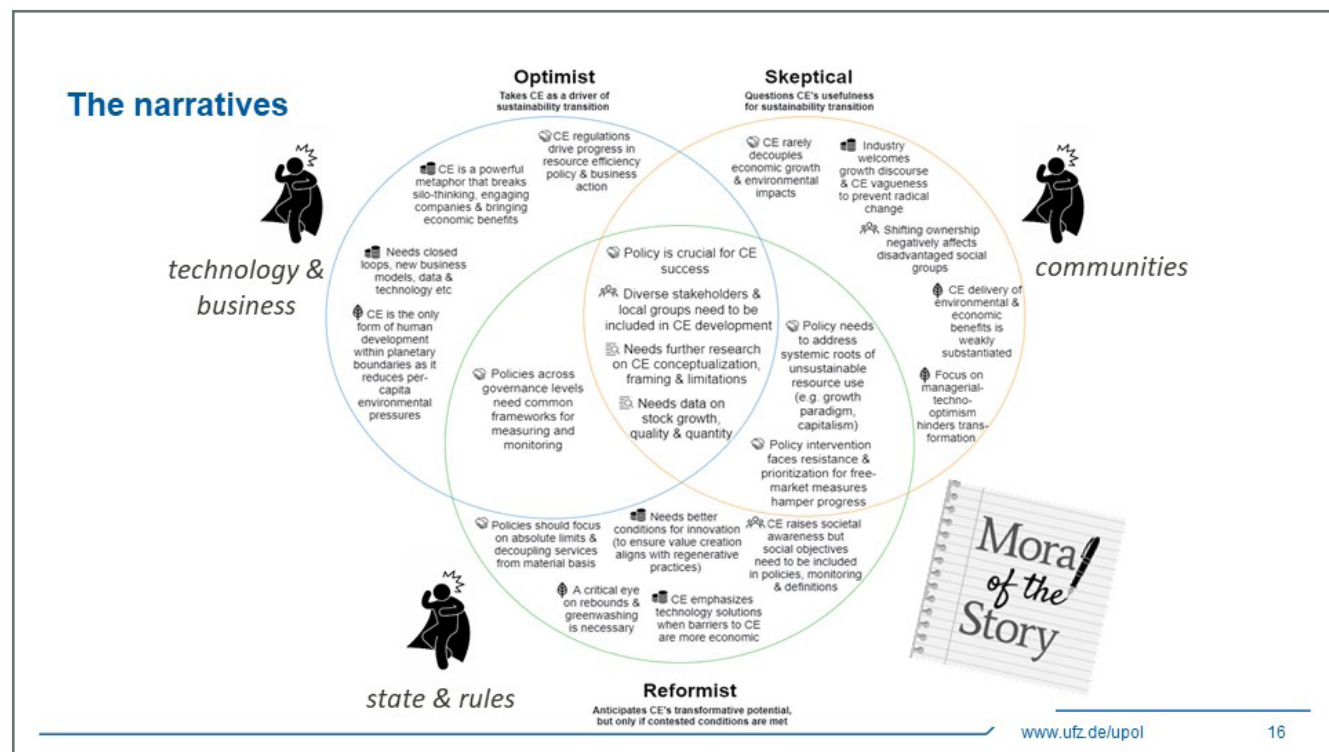 The narratives
Optimist
Takes CE as a driver of
sustainability transition
Skeptical
Questions CE's usefulness
for sustainability transition
technology &
business
CE is a powerful
metaphor that breaks
silo-thinking, engaging
companies & bringing
economic benefits
CE regulations
drive progress in
resource efficiency
policy & business
action
Needs closed
loops, new business
models, data &
technology etc
CE is the only
form of human
development within
planetary
boundaries as it
reduces per-
capita
environmental
pressures
CE rarely
decouples
economic growth
& environmental
impacts
Industry
welcomes
growth discourse
& CE vagueness
to prevent radical
change
Shifting ownership
negatively affects
disadvantaged social
groups
CE delivery of
environmental &
economic
benefits is
weakly
substantiated
Focus on
managerial-
techno-
optimism
hinders trans-
formation
communities
Policy is crucial for CE
success
Diverse stakeholders &
local groups need to be
included in CE development
Needs further research
on CE conceptualization,
framing & limitations
Needs data on
stock growth,
quality & quantity
Policies across
governance levels
need common
frameworks for
measuring and
monitoring
Policy needs
to address
systemic roots of
unsustainable
resource use
(e.g. growth
paradigm,
capitalism)
Policy intervention
faces resistance &
prioritization for free-
market measures
hamper progress
Policies should focus
on absolute limits &
decoupling services
from material basis
Needs better
conditions for innovation
(to ensure value creation
aligns with regenerative
practices)
CE raises societal
awareness but
social objectives
need to be included
in policies, monitoring
& definitions
A critical eye
on rebounds &
greenwashing
is necessary
CE emphasizes
technology solutions
when barriers to CE
are more economic
state & rules
Reformist
Anticipates CE's transformative potential,
but only if contested conditions are met
Moral
of the
Story
www.ufz.de/upol
16